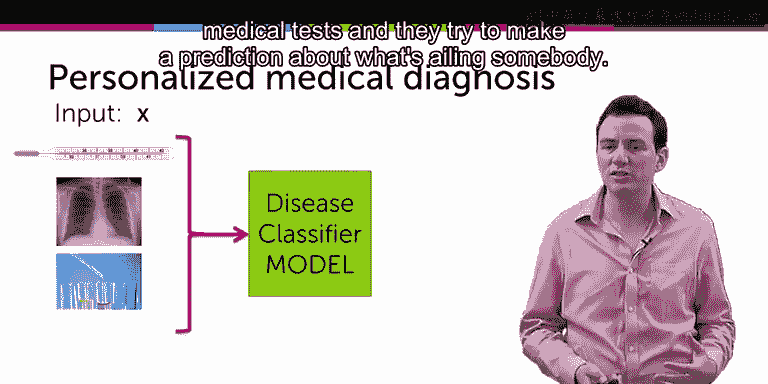 medical tests and they try to make
a prediction about what's ailing somebody.
Personalized medical diagnosis
Input: x
Disease
Classifier
MODEL